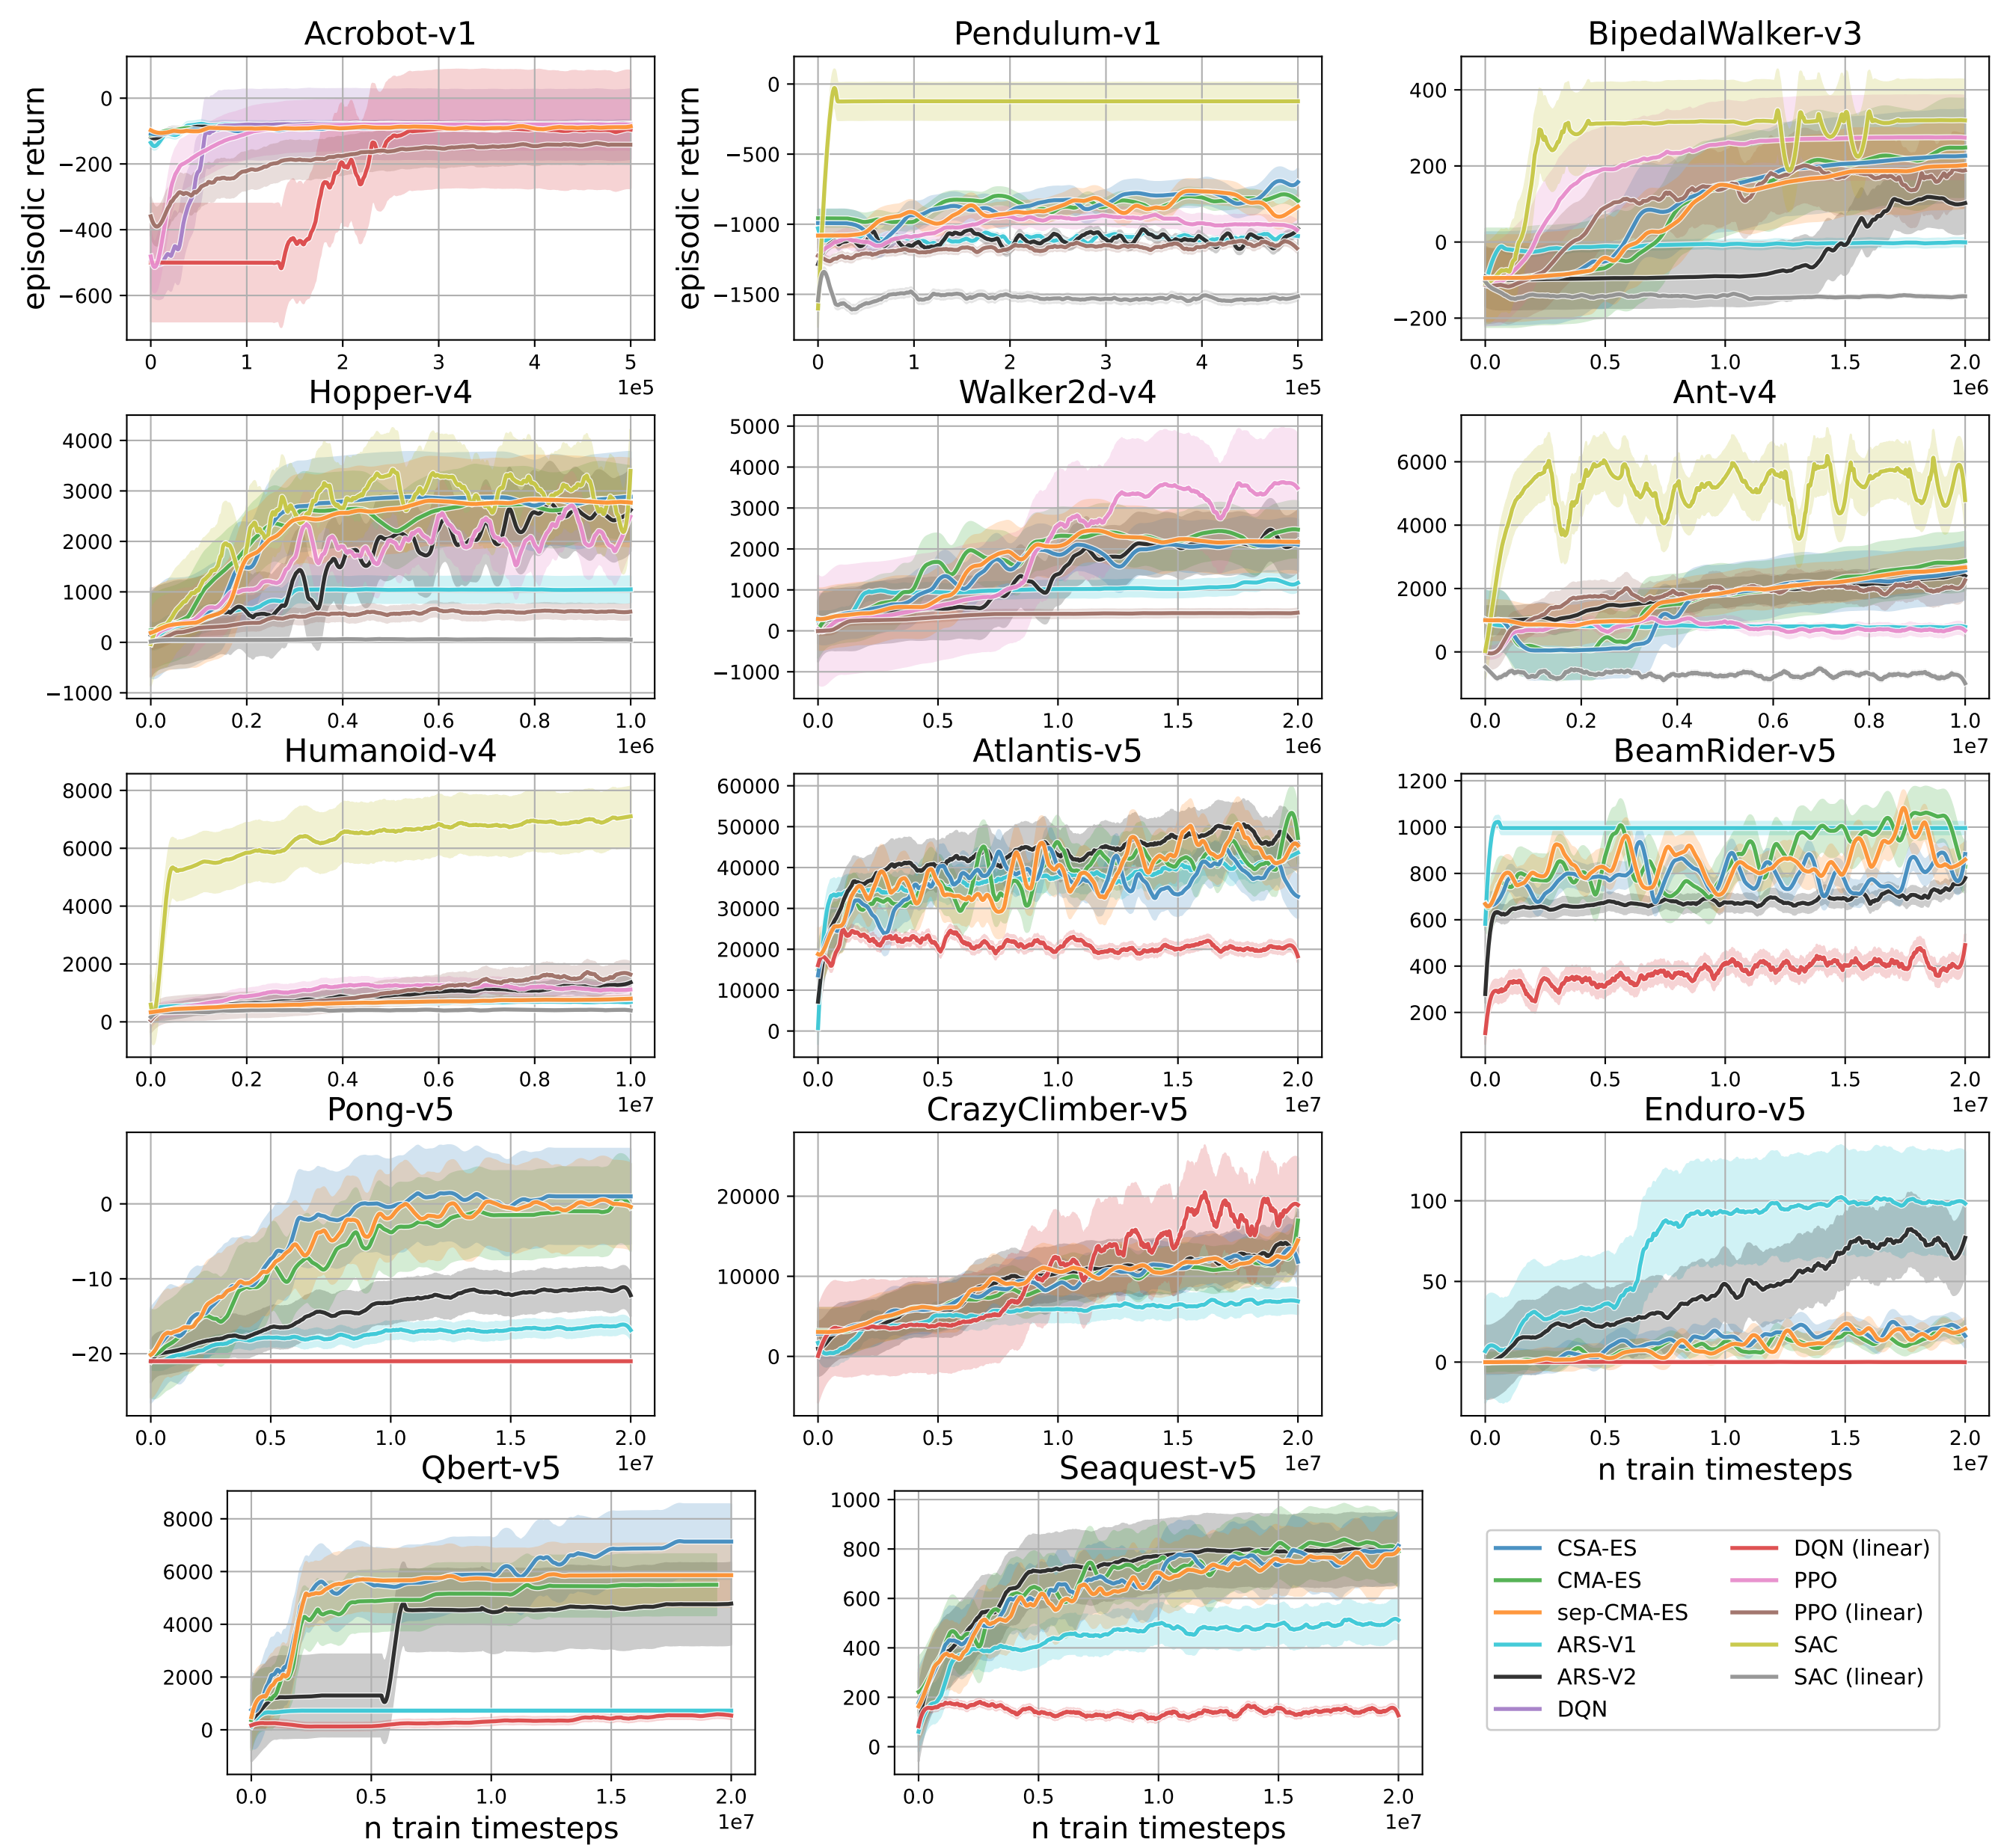 Acrobot-v1 Pendulum-v1 BipedalWalker-v3
episodic return
0
−200
−400
−600
0 1 2 3 4 5
1e5
episodic return
0
−500
−1000
−1500
0 1 2 3 4 5
1e5
400
200
0
−200
0.0 0.5 1.0 1.5 2.0
1e6
Hopper-v4 Walker2d-v4 Ant-v4
4000
3000
2000
1000
0
−1000
0.0 0.2 0.4 0.6 0.8 1.0
1e6
5000
4000
3000
2000
1000
0
−1000
0.0 0.5 1.0 1.5 2.0
1e6
6000
4000
2000
0
0.0 0.2 0.4 0.6 0.8 1.0
1e7
Humanoid-v4 Atlantis-v5 BeamRider-v5
8000
6000
4000
2000
0
0.0 0.2 0.4 0.6 0.8 1.0
1e7
60000
50000
40000
30000
20000
10000
0
0.0 0.5 1.0 1.5 2.0
1e7
1200
1000
800
600
400
200
0.0 0.5 1.0 1.5 2.0
1e7
Pong-v5 CrazyClimber-v5 Enduro-v5
0
−10
−20
0.0 0.5 1.0 1.5 2.0
1e7
20000
10000
0
0.0 0.5 1.0 1.5 2.0
1e7
100
50
0
0.0 0.5 1.0 1.5 2.0
1e7
n train timesteps
Qbert-v5 Seaquest-v5
8000
6000
4000
2000
0
0.0 0.5 1.0 1.5 2.0
1e7
n train timesteps
1000
800
600
400
200
0
0.0 0.5 1.0 1.5 2.0
1e7
n train timesteps
CSA-ES
CMA-ES
sep-CMA-ES
ARS-V1
ARS-V2
DQN
DQN (linear)
PPO
PPO (linear)
SAC
SAC (linear)